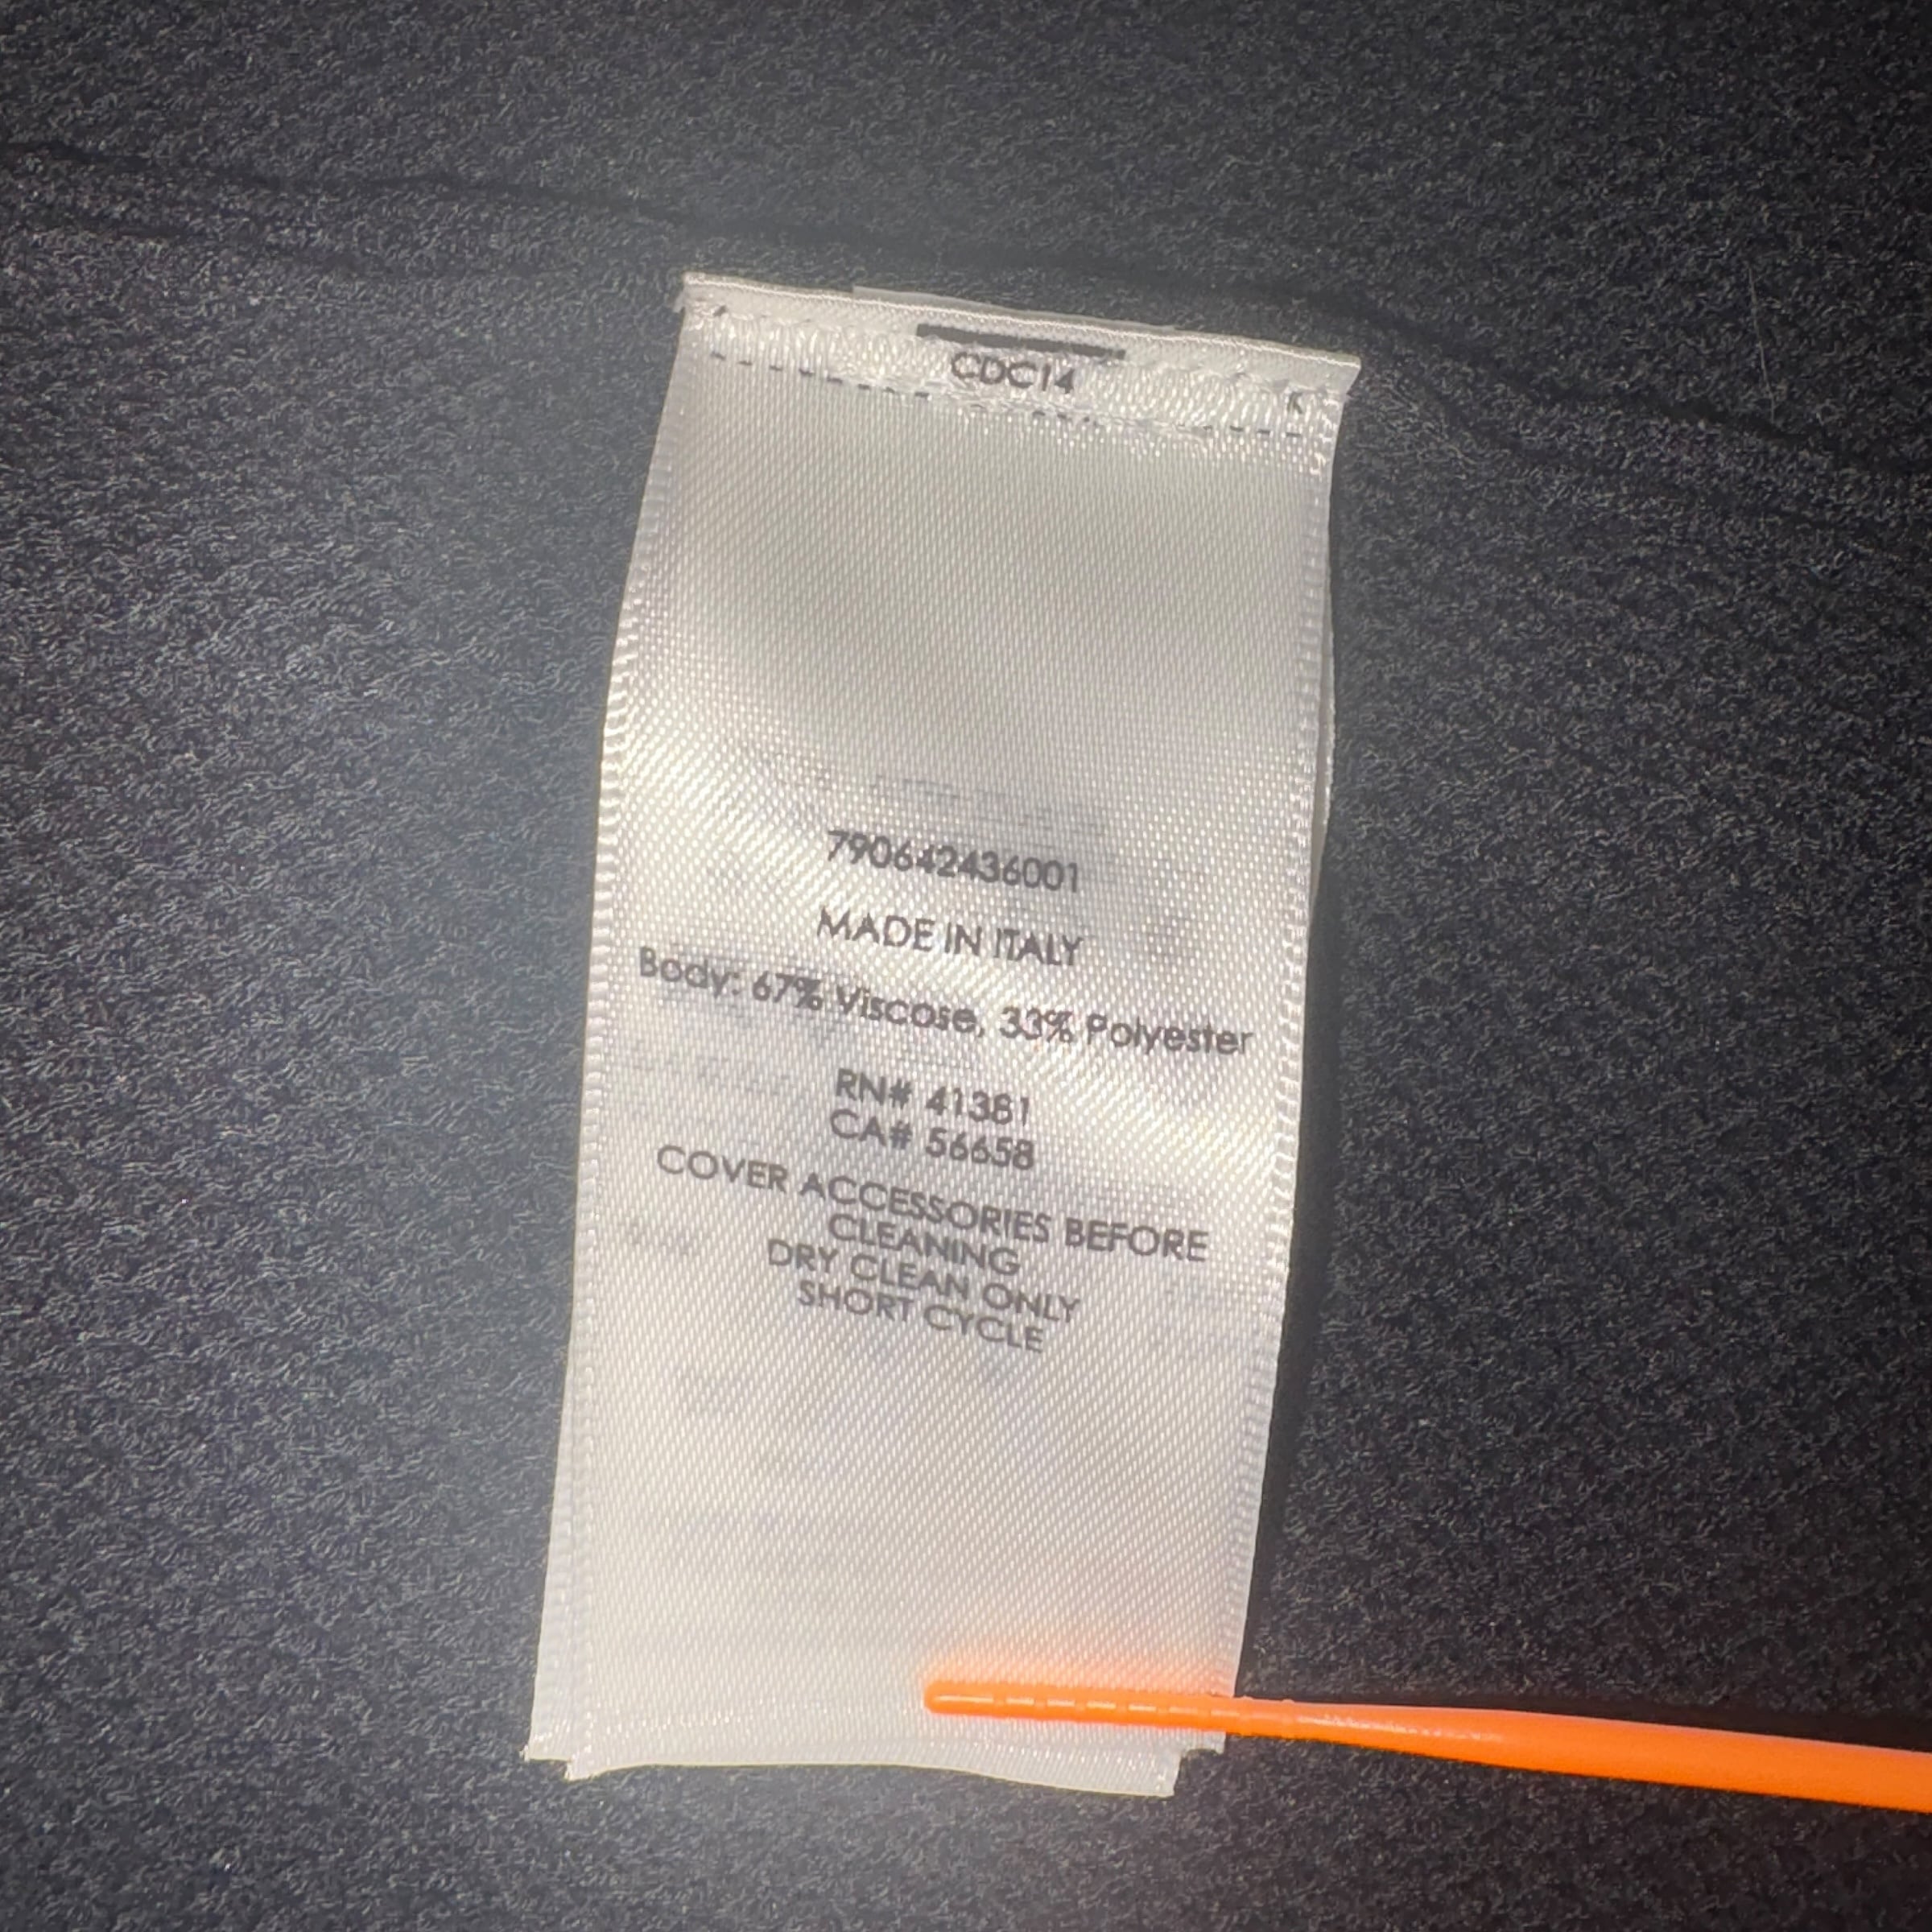 CDC14
K
790642436001
MADE IN ITALY
Body: 67% Viscose, 33% Polyester
RN# 41381
CA# 56658
COVER ACCESSORIES BEFORE
CLEANING
DRY CLEAN ONLY
SHORT CYCLE